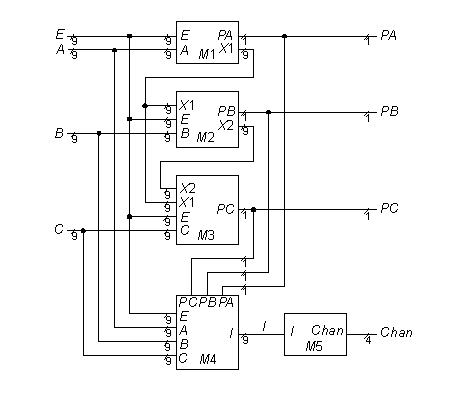 E 9 9 E PA 1 1 PA
A 9 9 A X1 9
M1
9 X1
9 E PB 1 1 PB
B 9 9 B X2 9
M2
9 X2
9 X1
9 E PC 1 1 PC
C 9 9 C M3
1
1
1
PC PB PA
9 E
9 A I 9 I I Chan 4 Chan
9 B M5
9 C M4